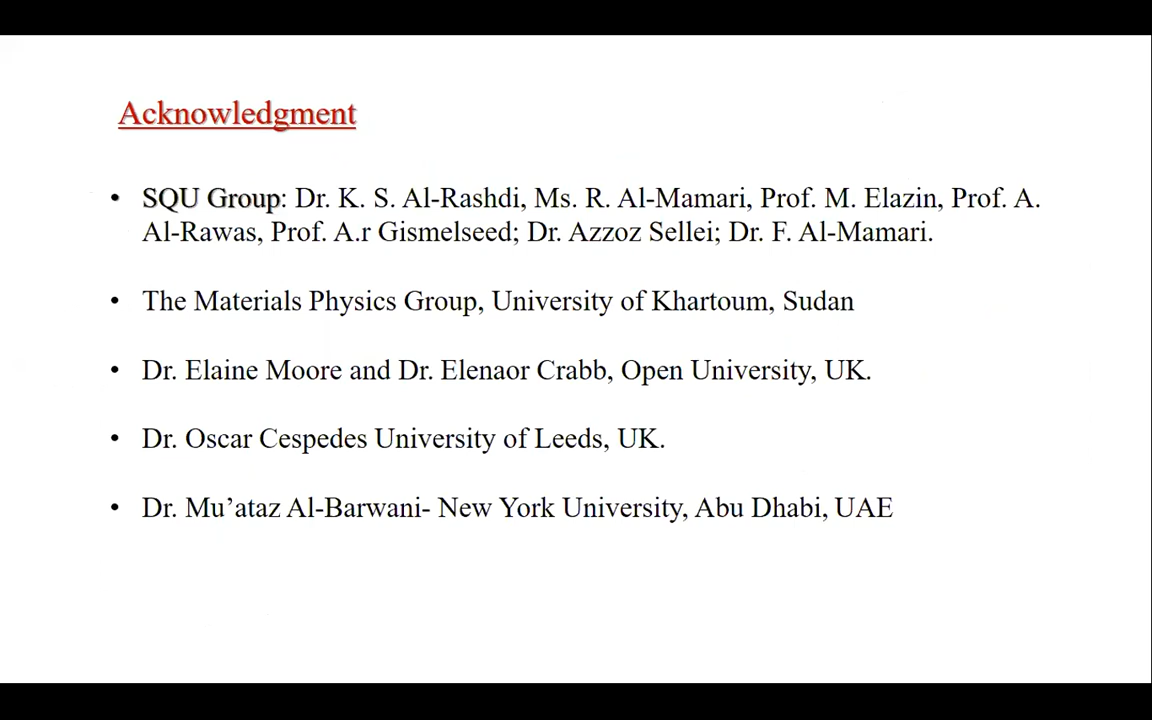 Acknowledgment
• SQU Group: Dr. K. S. Al-Rashdi, Ms. R. Al-Mamari, Prof. M. Elazin, Prof. A.
Al-Rawas, Prof. A.r Gismelseed; Dr. Azzoz Sellei; Dr. F. Al-Mamari.
• The Materials Physics Group, University of Khartoum, Sudan
• Dr. Elaine Moore and Dr. Elenaor Crabb, Open University, UK.
• Dr. Oscar Cespedes University of Leeds, UK.
• Dr. Mu’ataz Al-Barwani- New York University, Abu Dhabi, UAE